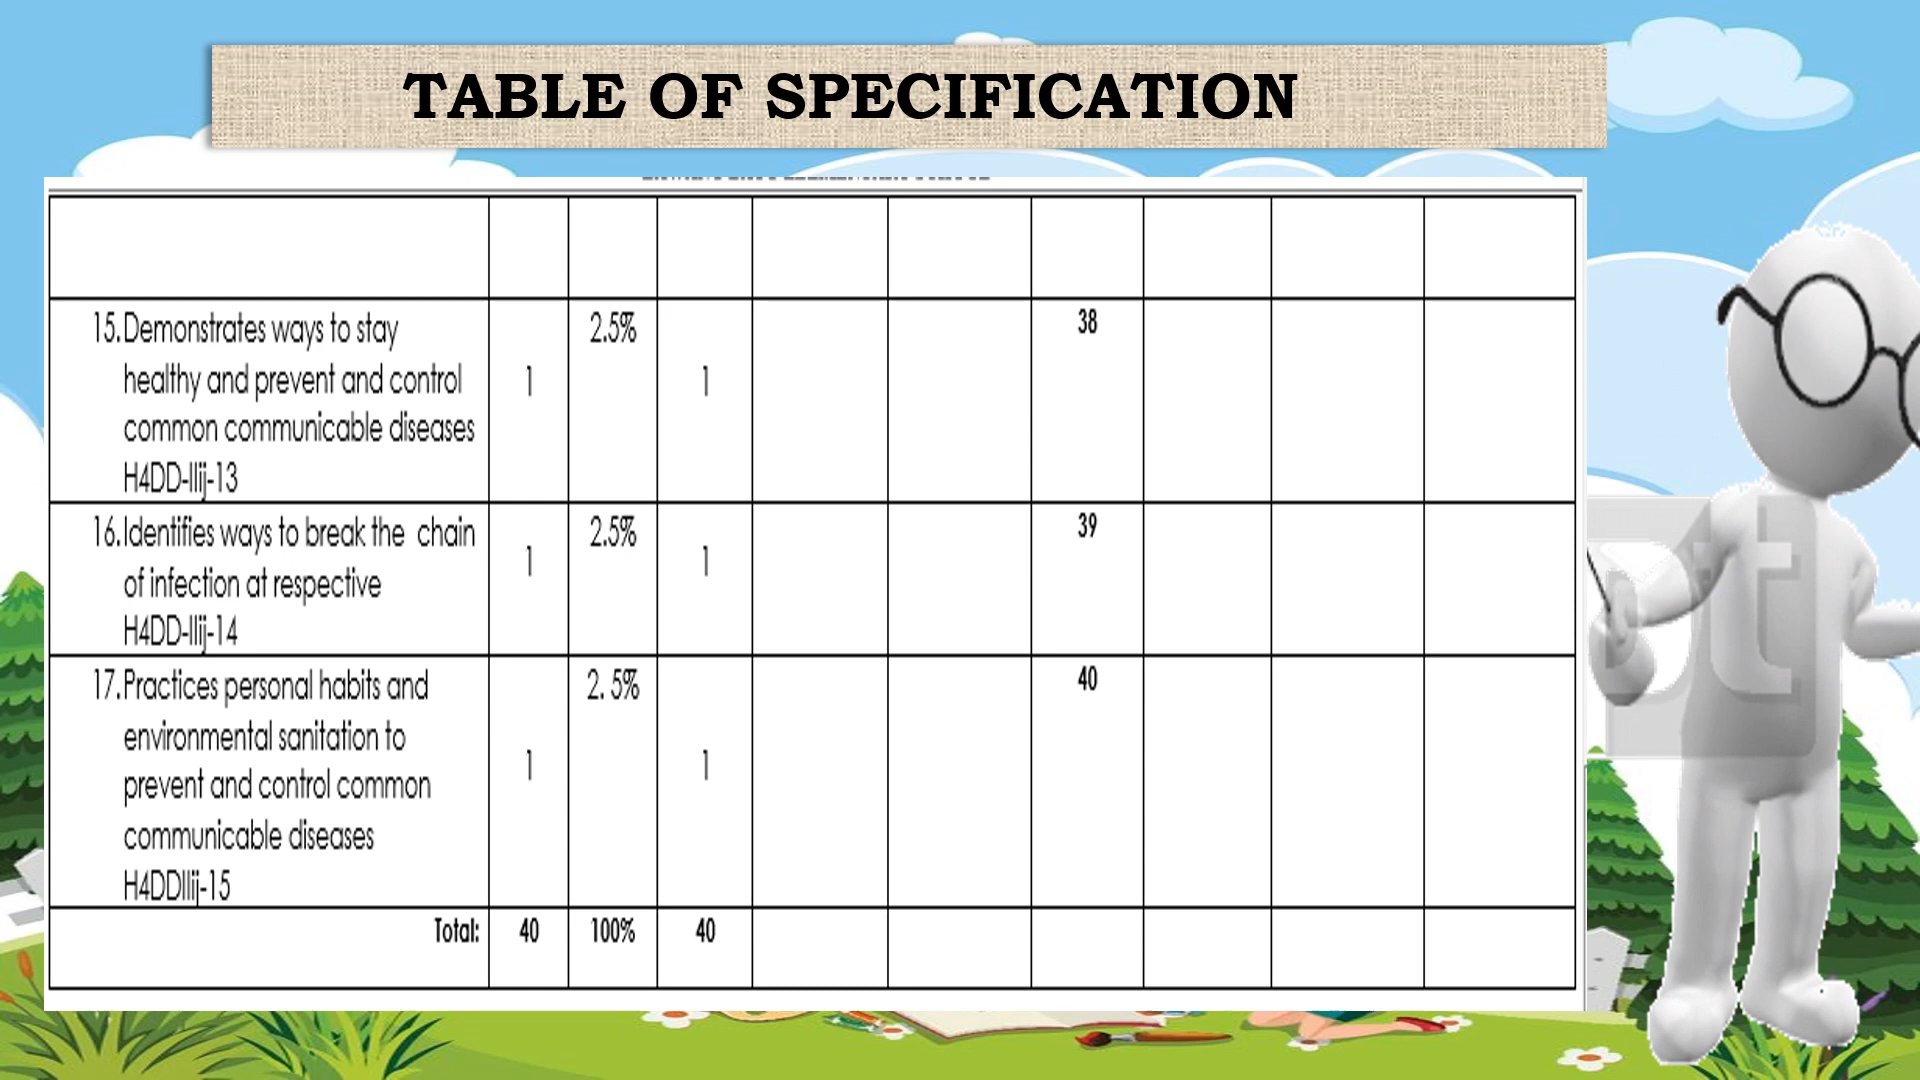 TABLE OF SPECIFICATION
15. Demonstrates ways to stay
healthy and prevent and control
common communicable diseases
H4DD-IIij-13
1
2.5%
1
38
16. Identifies ways to break the chain
of infection at respective
H4DD-IIij-14
1
2.5%
1
39
17. Practices personal habits and
environmental sanitation to
prevent and control common
communicable diseases
H4DDIIij-15
1
2. 5%
1
40
Total: 40 100% 40